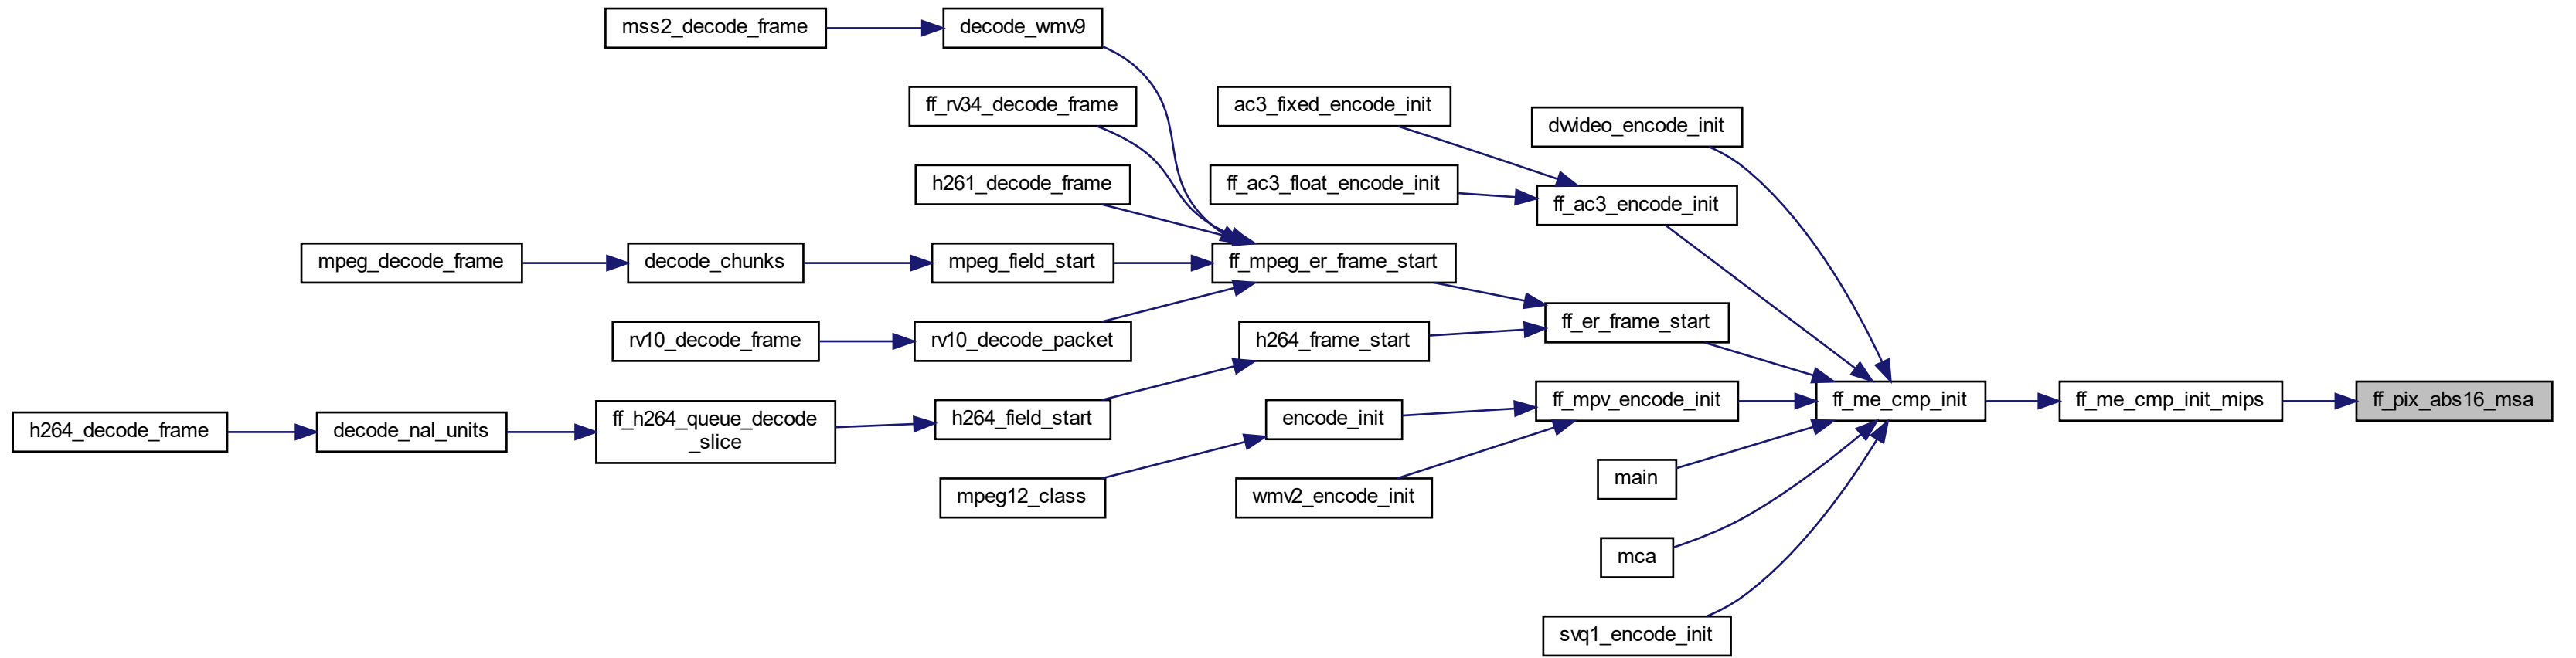 mss2_decode_frame
decode_wmv9
ff_rv34_decode_frame
ac3_fixed_encode_init
dvvideo_encode_init
h261_decode_frame
ff_ac3_float_encode_init
ff_ac3_encode_init
mpeg_decode_frame
decode_chunks
mpeg_field_start
ff_mpeg_er_frame_start
ff_er_frame_start
rv10_decode_frame
rv10_decode_packet
h264_frame_start
ff_mpv_encode_init
ff_me_cmp_init
ff_me_cmp_init_mips
ff_pix_abs16_msa
h264_decode_frame
decode_nal_units
ff_h264_queue_decode
_slice
h264_field_start
encode_init
main
mpeg12_class
wmv2_encode_init
mca
svq1_encode_init